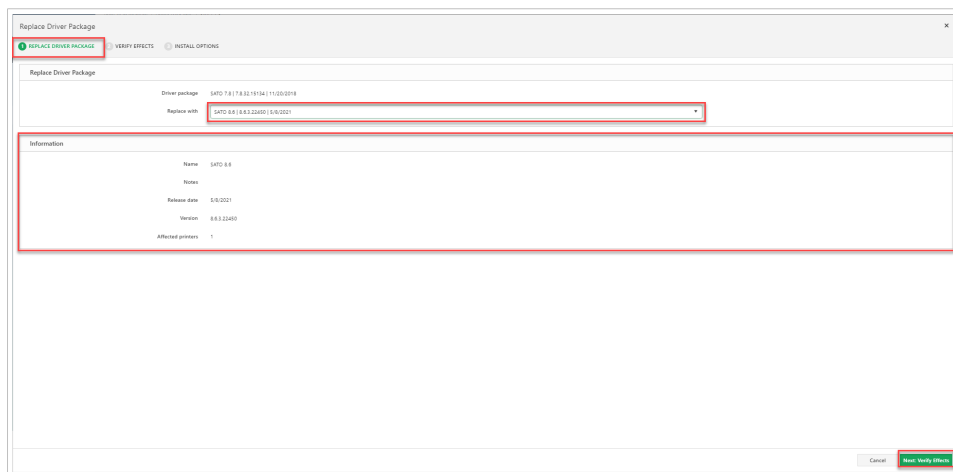 Replace Driver Package
×
1 REPLACE DRIVER PACKAGE 2 VERIFY EFFECTS 3 INSTALL OPTIONS
Replace Driver Package
Driver package SATO 7.8 | 7.8.32.15134 | 11/20/2018
Replace with SATO 8.6 | 8.6.3.22450 | 5/8/2021
Information
Name SATO 8.6
Notes
Release date 5/8/2021
Version 8.6.3.22450
Affected printers
Cancel Next: Verify Effects